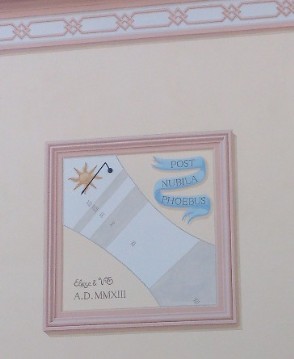 POST
NUBILA
PHOEBUS
A.D. MMXIII